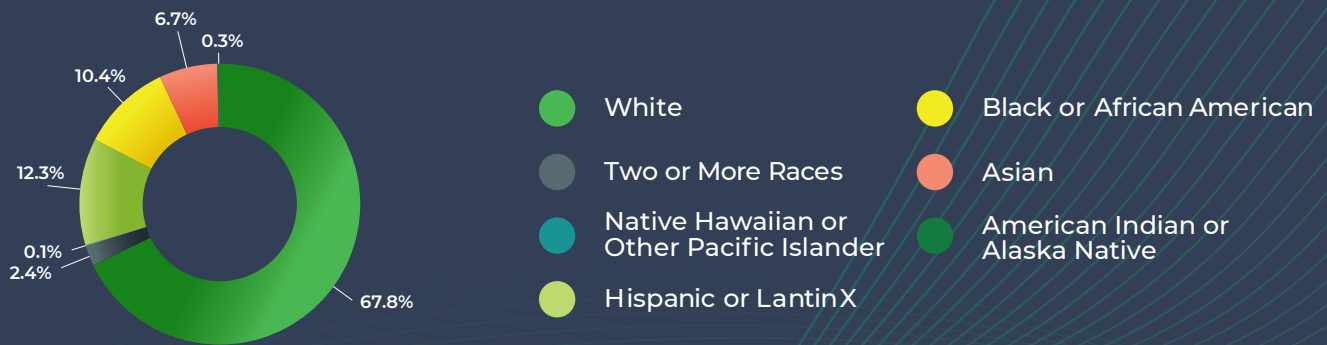 6.7%
0.3%
10.4%
12.3%
0.1%
2.4%
67.8%
White
Two or More Races
Native Hawaiian or
Other Pacific Islander
Hispanic or LantinX
Black or African American
Asian
American Indian or
Alaska Native